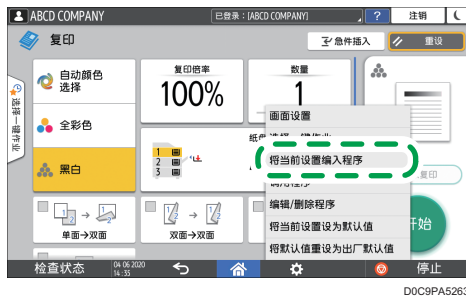 ABCD COMPANY
已登录：[ABCD COMPANY]
?
注销
复印
急件插入
重设
选择一键作业
自动颜色
选择
复印倍率
100%
数量
1
全彩色
黑白
1
2
3
画面设置
将当前设置编入程序
编辑/删除程序
将当前设置设为默认值
将默认值重设为出厂默认值
复印
开始
单面→双面
双面→双面
检查状态
04 06 2020
14:35
停止
D0C9PA5263